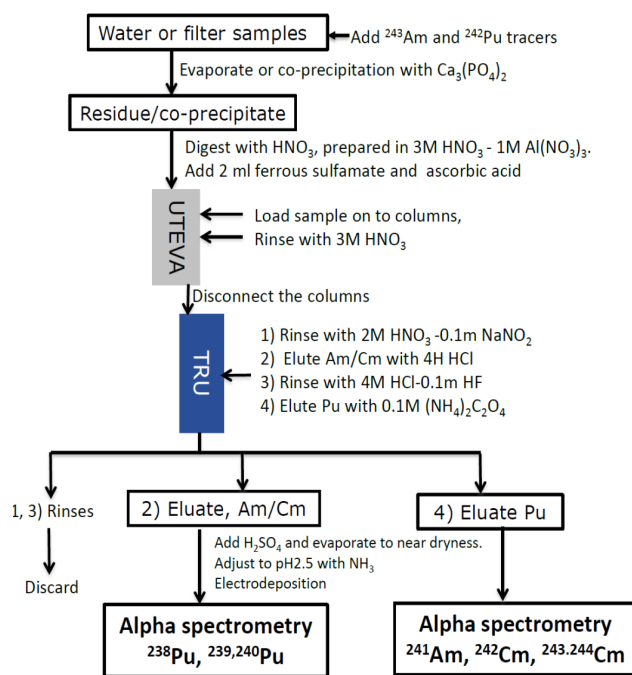 Water or filter samples
Add ²⁴³Am and ²⁴²Pu tracers
Evaporate or co-precipitation with Ca₃(PO₄)₂
Residue/co-precipitate
Digest with HNO₃, prepared in 3M HNO₃ - 1M Al(NO₃)₃.
Add 2 ml ferrous sulfamate and ascorbic acid
UTEVA
Load sample on to columns,
Rinse with 3M HNO₃
Disconnect the columns
TRU
1) Rinse with 2M HNO₃ -0.1m NaNO₂
2) Elute Am/Cm with 4H HCl
3) Rinse with 4M HCl-0.1m HF
4) Elute Pu with 0.1M (NH₄)₂C₂O₄
1, 3) Rinses
2) Eluate, Am/Cm
4) Eluate Pu
Add H₂SO₄ and evaporate to near dryness.
Adjust to pH2.5 with NH₃
Electrodeposition
Discard
Alpha spectrometry
²³⁸Pu, ²³⁹,²⁴⁰Pu
Alpha spectrometry
²⁴¹Am, ²⁴²Cm, ²⁴³·²⁴⁴Cm